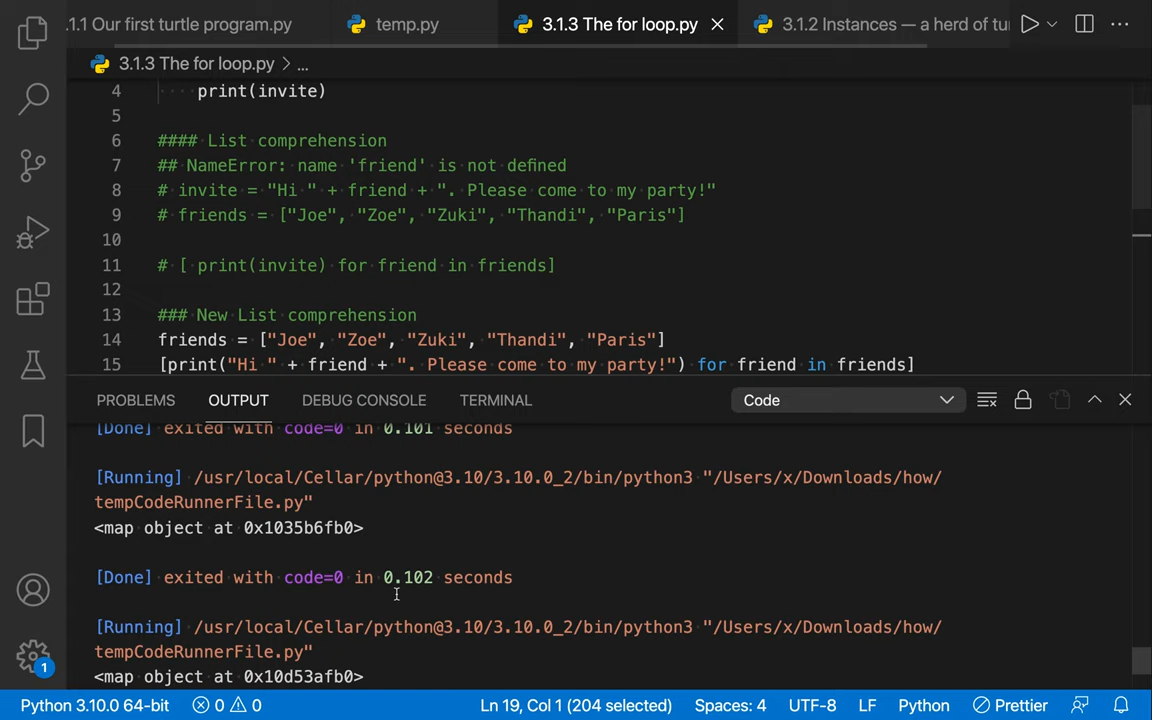 .1.1 Our first turtle program.py temp.py 3.1.3 The for loop.py 3.1.2 Instances — a herd of tu
3.1.3 The for loop.py > ...
4 ····print(invite)
5
6 #### List comprehension
7 ## NameError: name 'friend' is not defined
8 # invite = "Hi " + friend + ". Please come to my party!"
9 # friends = ["Joe", "Zoe", "Zuki", "Thandi", "Paris"]
10
11 # [ print(invite) for friend in friends]
12
13 ### New List comprehension
14 friends = ["Joe", "Zoe", "Zuki", "Thandi", "Paris"]
15 [print("Hi " + friend + ". Please come to my party!") for friend in friends]
PROBLEMS OUTPUT DEBUG CONSOLE TERMINAL Code
[Done] exited with code=0 in 0.101 seconds
[Running] /usr/local/Cellar/python@3.10/3.10.0_2/bin/python3 "/Users/x/Downloads/how/
tempCodeRunnerFile.py"
<map object at 0x1035b6fb0>
[Done] exited with code=0 in 0.102 seconds
[Running] /usr/local/Cellar/python@3.10/3.10.0_2/bin/python3 "/Users/x/Downloads/how/
tempCodeRunnerFile.py"
<map object at 0x10d53afb0>
1
Python 3.10.0 64-bit 0 0 Ln 19, Col 1 (204 selected) Spaces: 4 UTF-8 LF Python Prettier